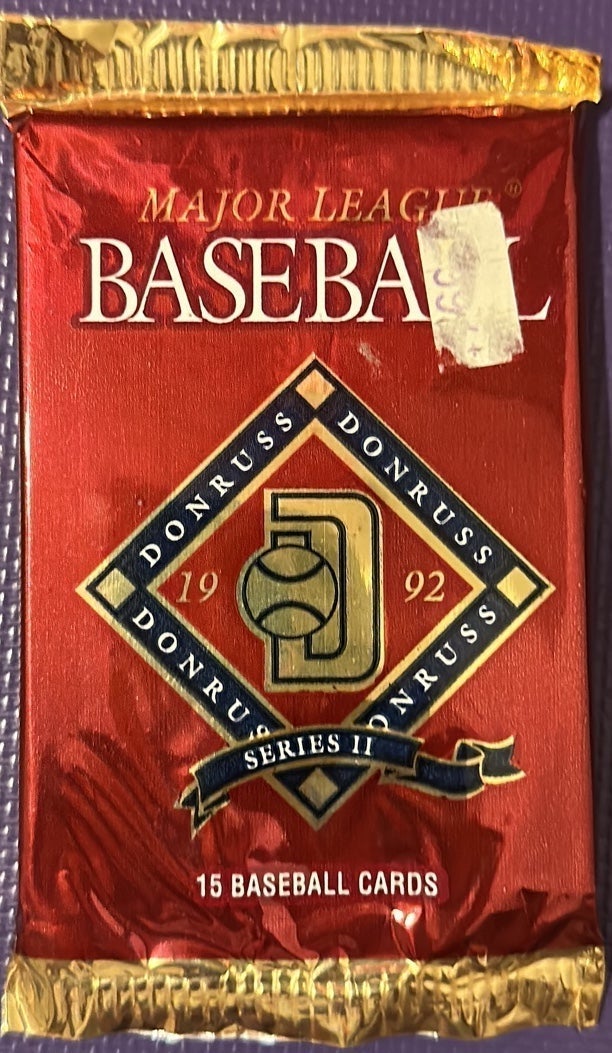 MAJOR LEAGUE®
BASEBALL
DONRUSS
DONRUSS
19
D
92
DONRUSS
DONRUSS
SERIES II
15 BASEBALL CARDS